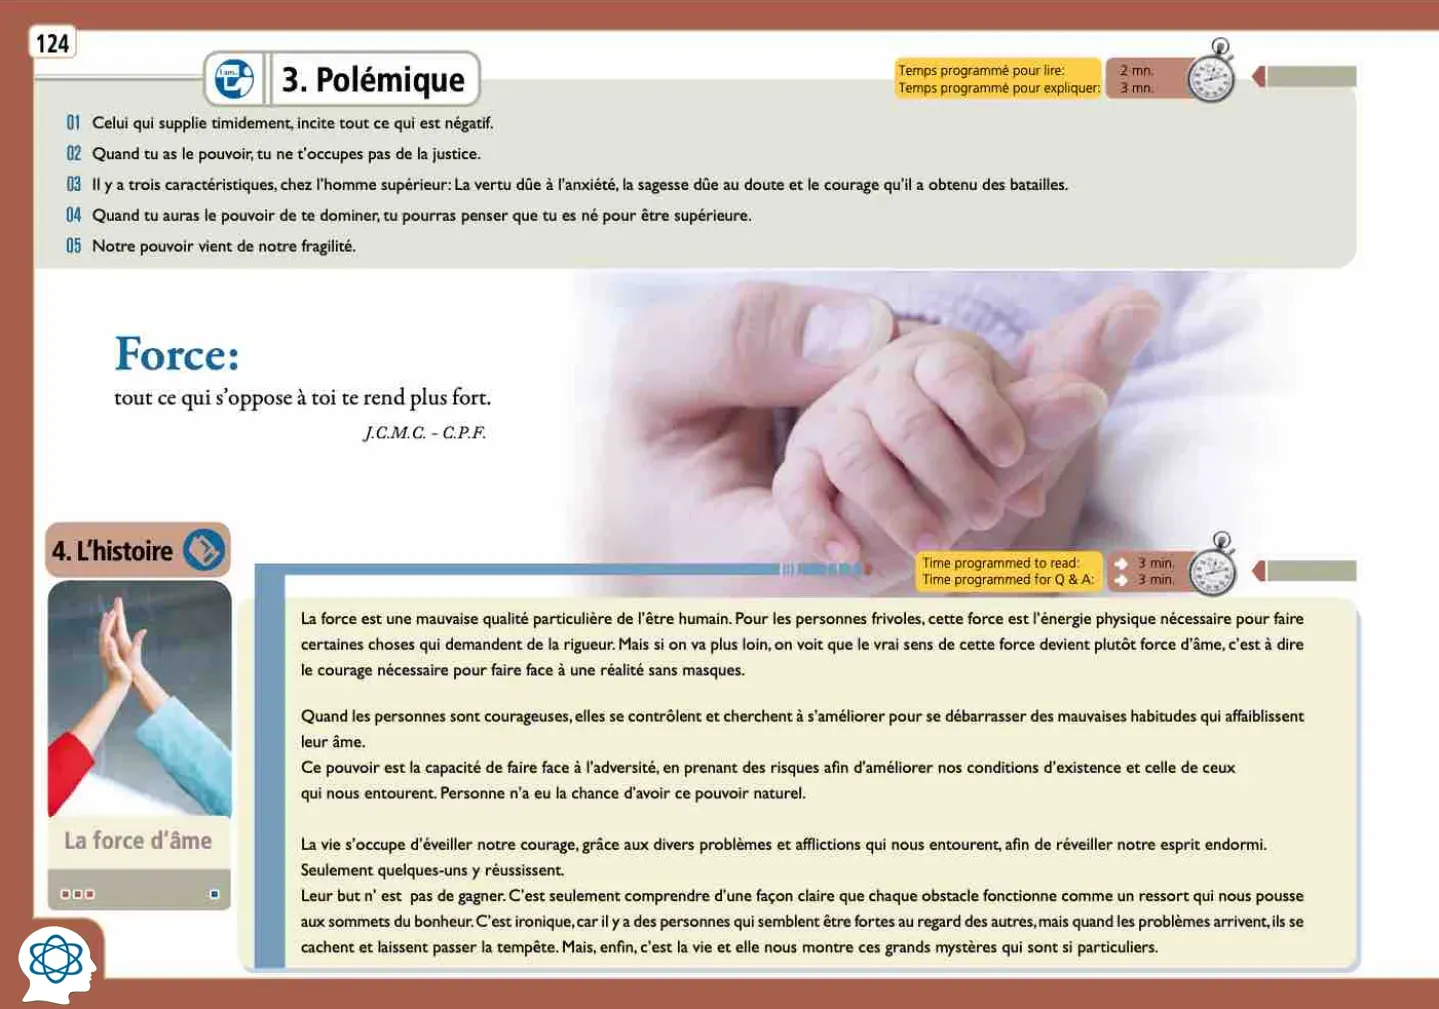 124
I am...
3. Polémique
Temps programmé pour lire: 2 mn.
Temps programmé pour expliquer: 3 mn.
01 Celui qui supplie timidement, incite tout ce qui est négatif.
02 Quand tu as le pouvoir, tu ne t'occupes pas de la justice.
03 Il y a trois caractéristiques, chez l'homme supérieur: La vertu dûe à l'anxiété, la sagesse dûe au doute et le courage qu'il a obtenu des batailles.
04 Quand tu auras le pouvoir de te dominer, tu pourras penser que tu es né pour être supérieure.
05 Notre pouvoir vient de notre fragilité.
Force:
tout ce qui s'oppose à toi te rend plus fort.
J.C.M.C. - C.P.F.
4. L'histoire
Time programmed to read: 3 min.
Time programmed for Q & A: 3 min.
La force est une mauvaise qualité particulière de l'être humain. Pour les personnes frivoles, cette force est l'énergie physique nécessaire pour faire
certaines choses qui demandent de la rigueur. Mais si on va plus loin, on voit que le vrai sens de cette force devient plutôt force d'âme, c'est à dire
le courage nécessaire pour faire face à une réalité sans masques.
Quand les personnes sont courageuses, elles se contrôlent et cherchent à s'améliorer pour se débarrasser des mauvaises habitudes qui affaiblissent
leur âme.
Ce pouvoir est la capacité de faire face à l'adversité, en prenant des risques afin d'améliorer nos conditions d'existence et celle de ceux
qui nous entourent. Personne n'a eu la chance d'avoir ce pouvoir naturel.
La force d'âme
La vie s'occupe d'éveiller notre courage, grâce aux divers problèmes et afflictions qui nous entourent, afin de réveiller notre esprit endormi.
Seulement quelques-uns y réussissent.
Leur but n' est pas de gagner. C'est seulement comprendre d'une façon claire que chaque obstacle fonctionne comme un ressort qui nous pousse
aux sommets du bonheur. C'est ironique, car il y a des personnes qui semblent être fortes au regard des autres, mais quand les problèmes arrivent, ils se
cachent et laissent passer la tempête. Mais, enfin, c'est la vie et elle nous montre ces grands mystères qui sont si particuliers.